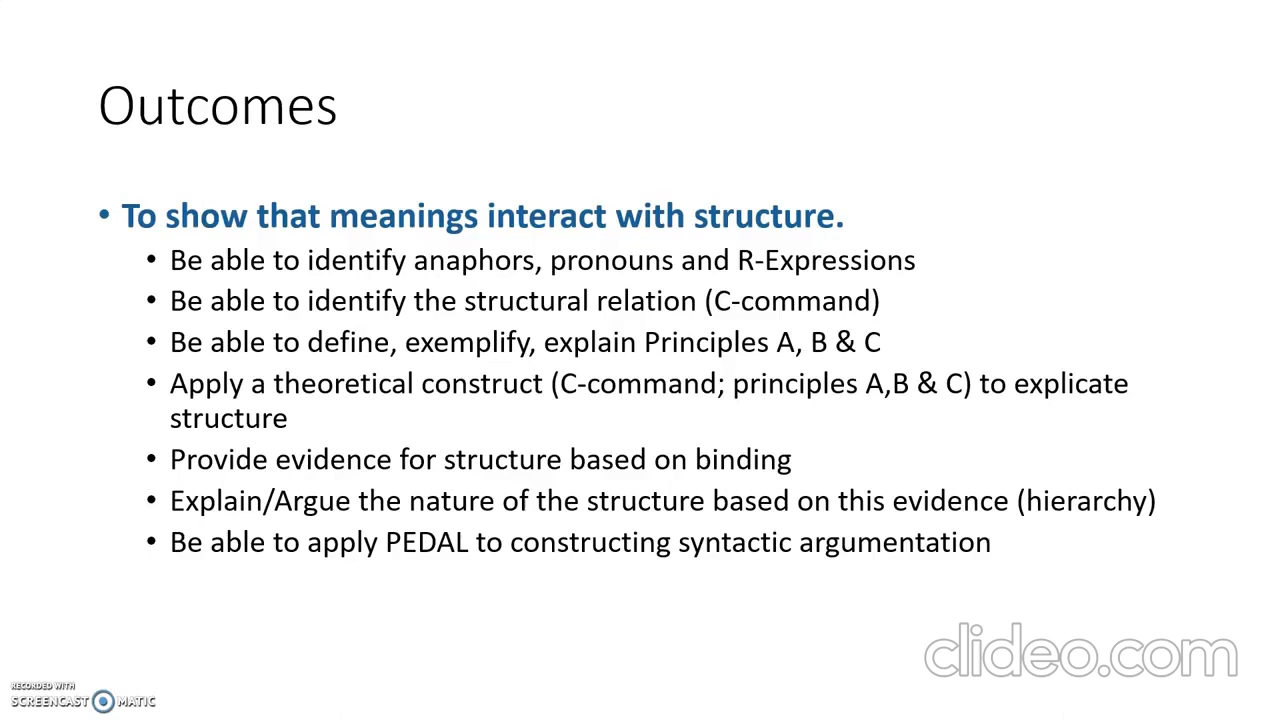 Outcomes
• To show that meanings interact with structure.
• Be able to identify anaphors, pronouns and R-Expressions
• Be able to identify the structural relation (C-command)
• Be able to define, exemplify, explain Principles A, B & C
• Apply a theoretical construct (C-command; principles A,B & C) to explicate
structure
• Provide evidence for structure based on binding
• Explain/Argue the nature of the structure based on this evidence (hierarchy)
• Be able to apply PEDAL to constructing syntactic argumentation
clideo.com
RECORDED WITH
SCREENCAST MATIC